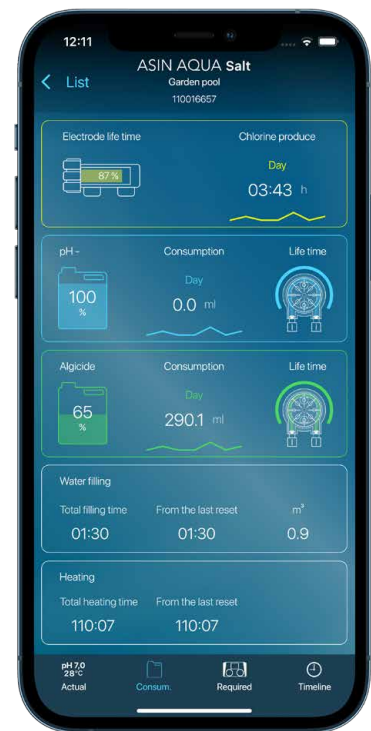 12:11
ASIN AQUA Salt
List
Garden pool
110016657
Electrode life time
Chlorine produce
87 %
Day
03:43 h
pH -
Consumption
Life time
100
%
Day
0.0 ml
Algicide
Consumption
Life time
65
%
Day
290.1 ml
Water filling
Total filling time
From the last reset
m³
01:30
01:30
0.9
Heating
Total heating time
From the last reset
110:07
110:07
pH 7,0
28°C
Actual
Consum.
Required
Timeline